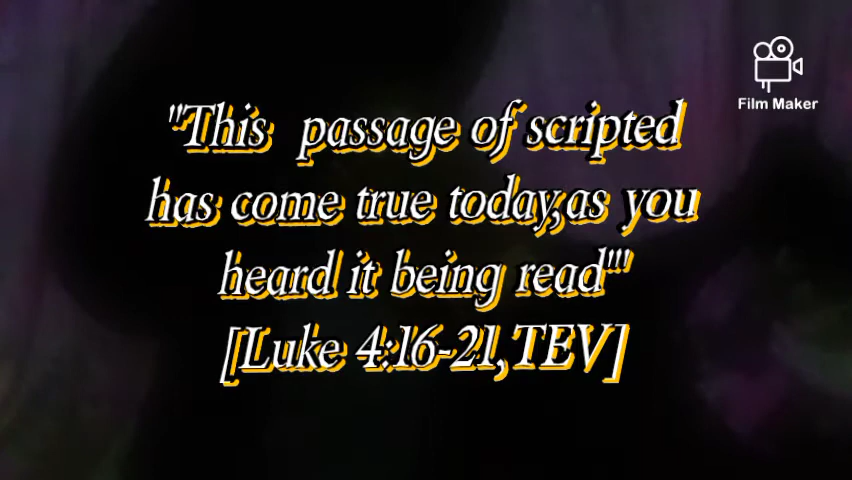 "'This passage of scripted
has come true today,as you
heard it being read'"
[Luke 4:16-21,TEV]
Film Maker